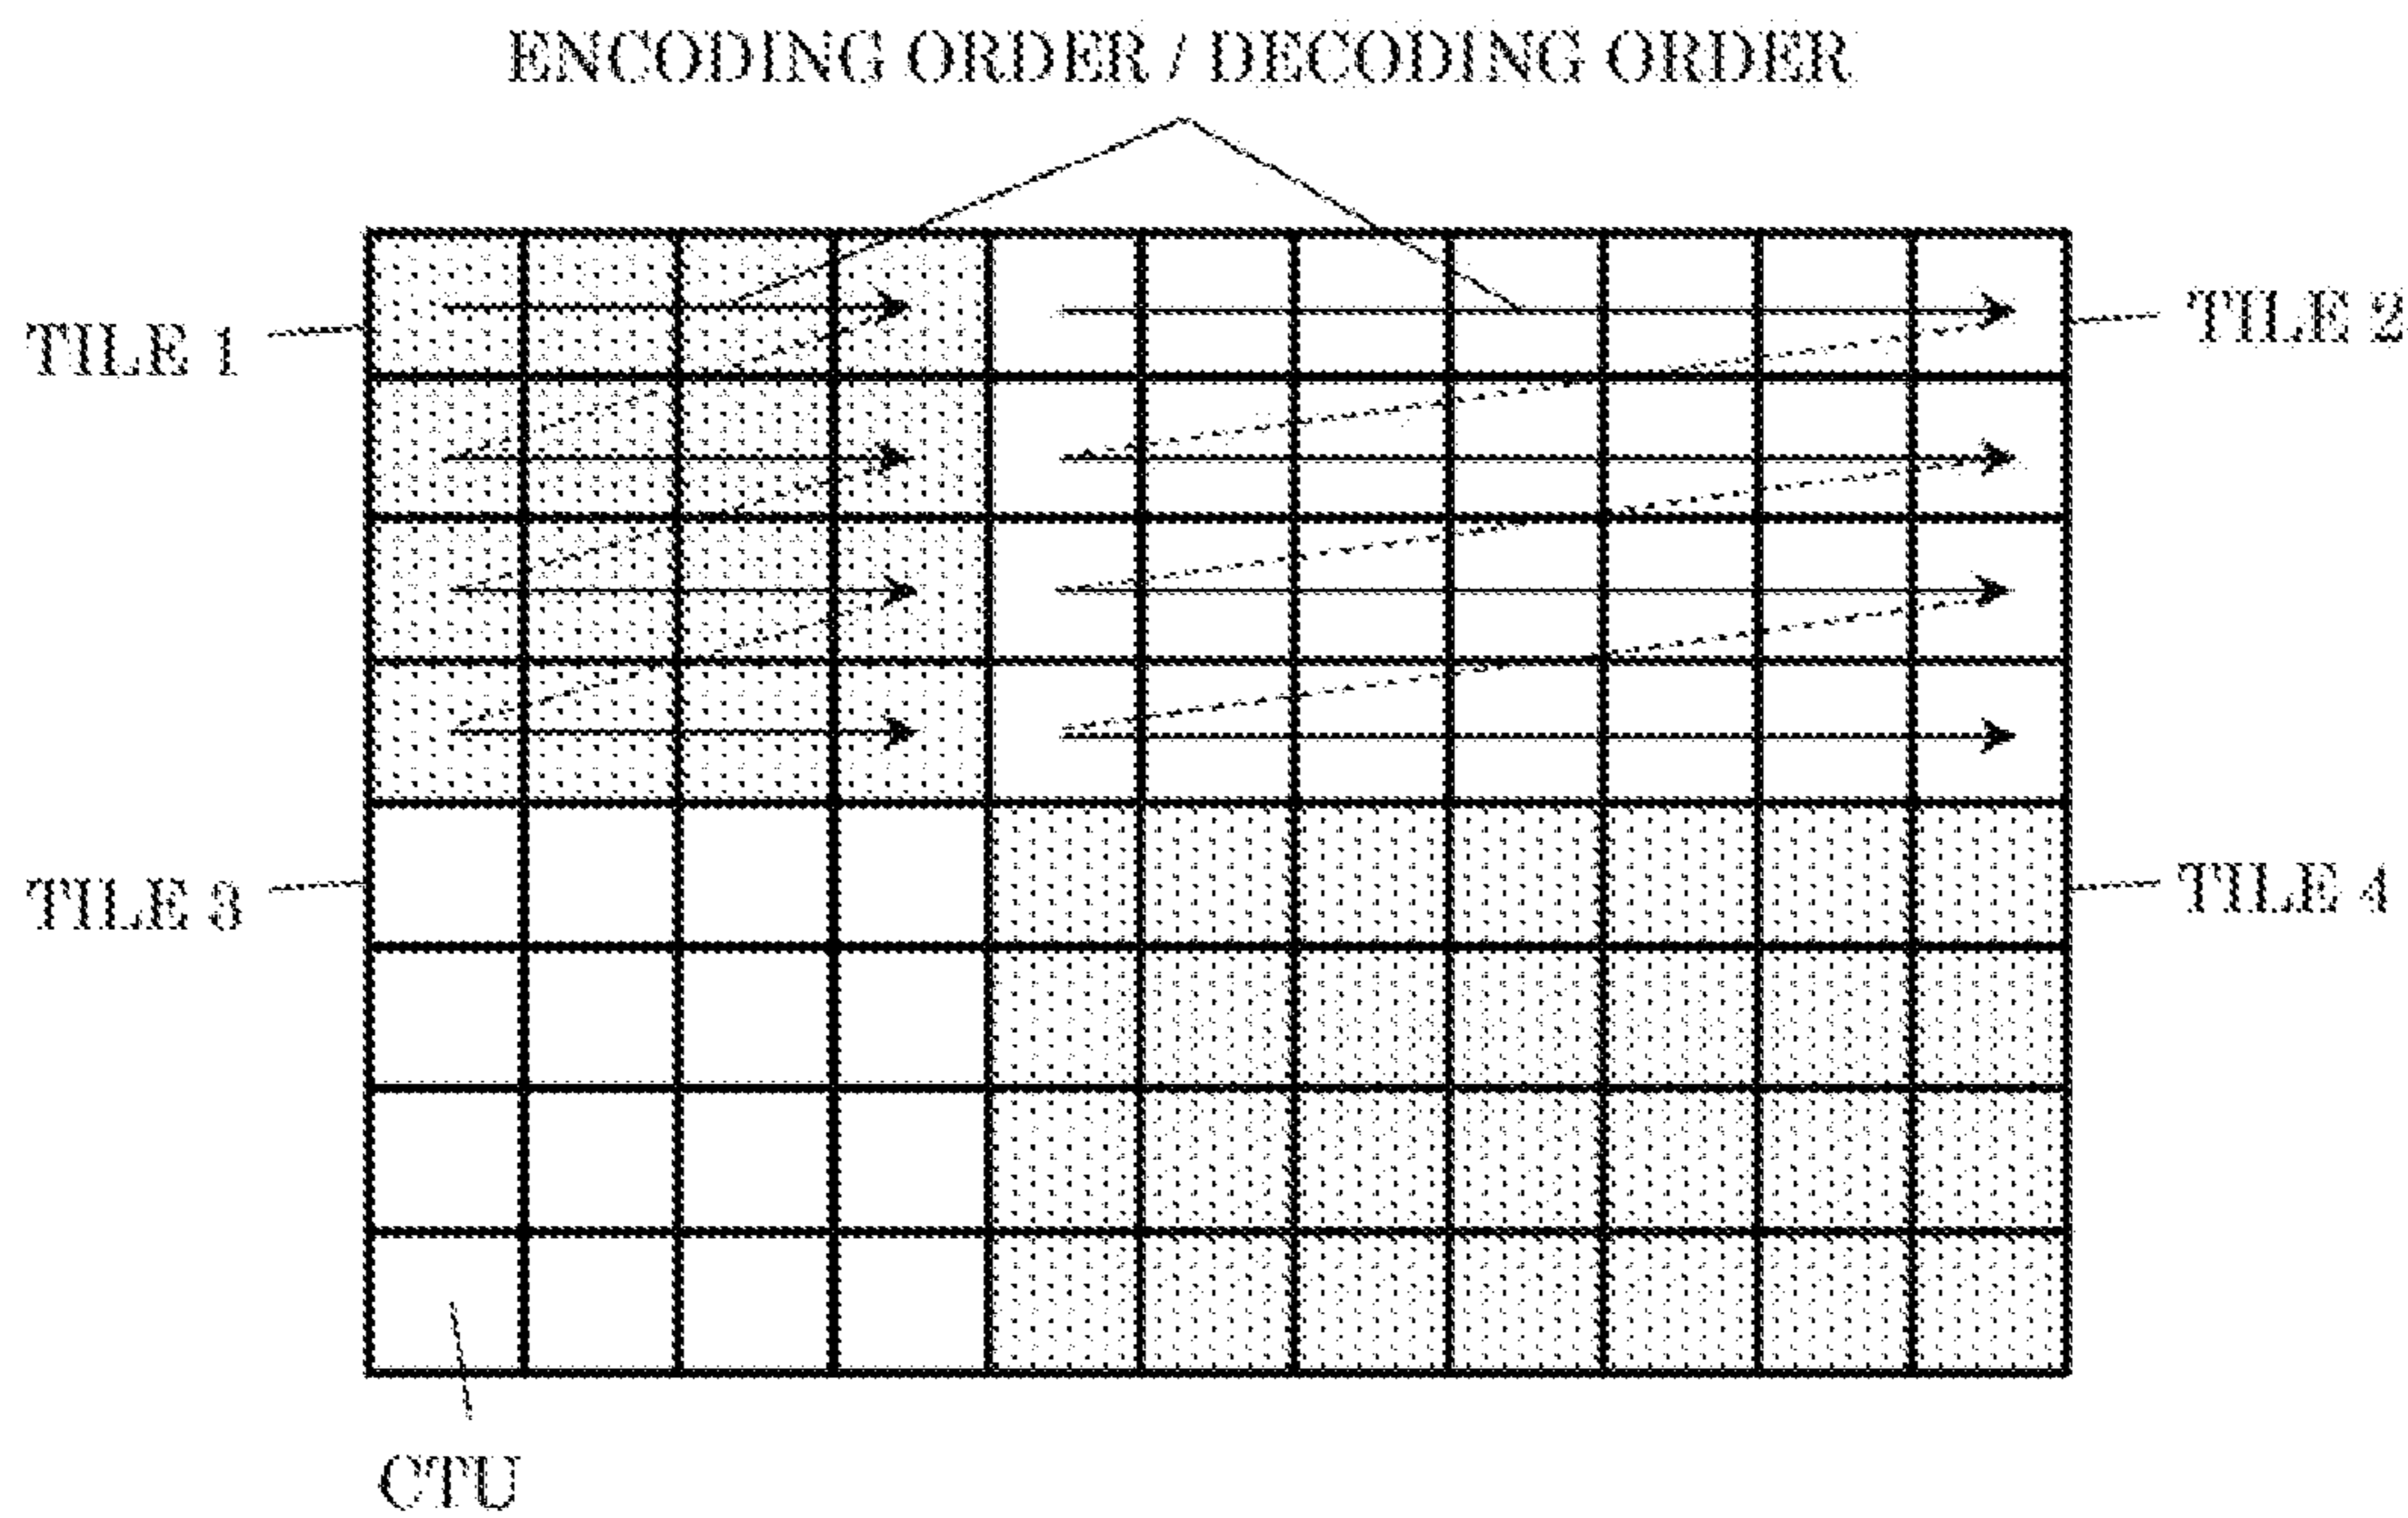 ENCODING ORDER / DECODING ORDER
TILE 1
TILE 2
TILE 3
TILE 4
CTU